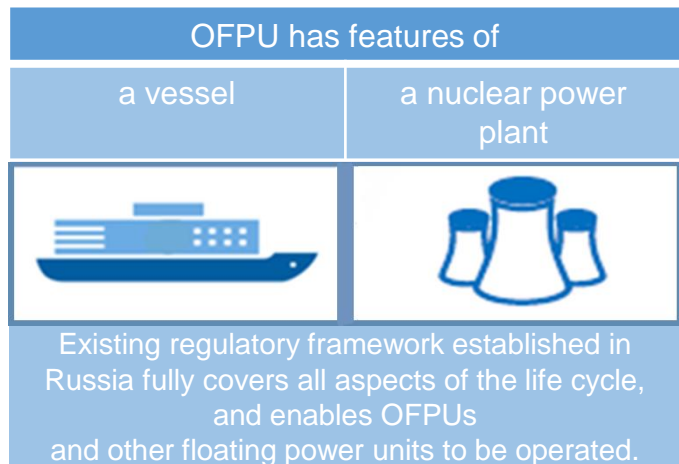 OFPU has features of
a vessel
a nuclear power
plant
Existing regulatory framework established in
Russia fully covers all aspects of the life cycle,
and enables OFPUs
and other floating power units to be operated.